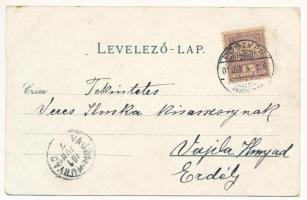 LEVELEZŐ-LAP.
Czim Tekintetes
Veres Ilonka kisasszonynak
Vajda Hunyad
Erdély